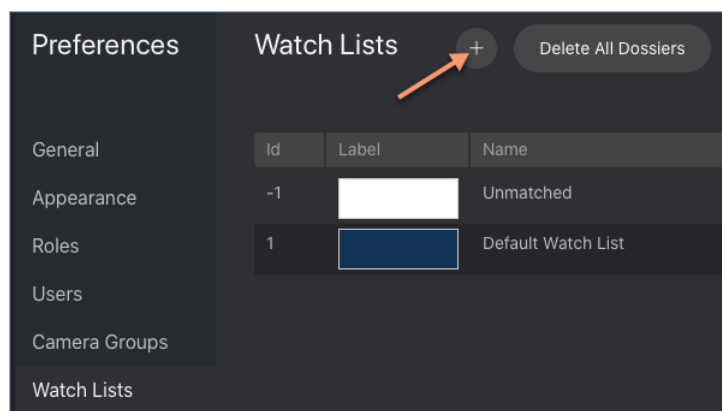 Preferences
Watch Lists + Delete All Dossiers
General
Appearance
Roles
Users
Camera Groups
Watch Lists
Id Label Name
-1 Unmatched
1 Default Watch List